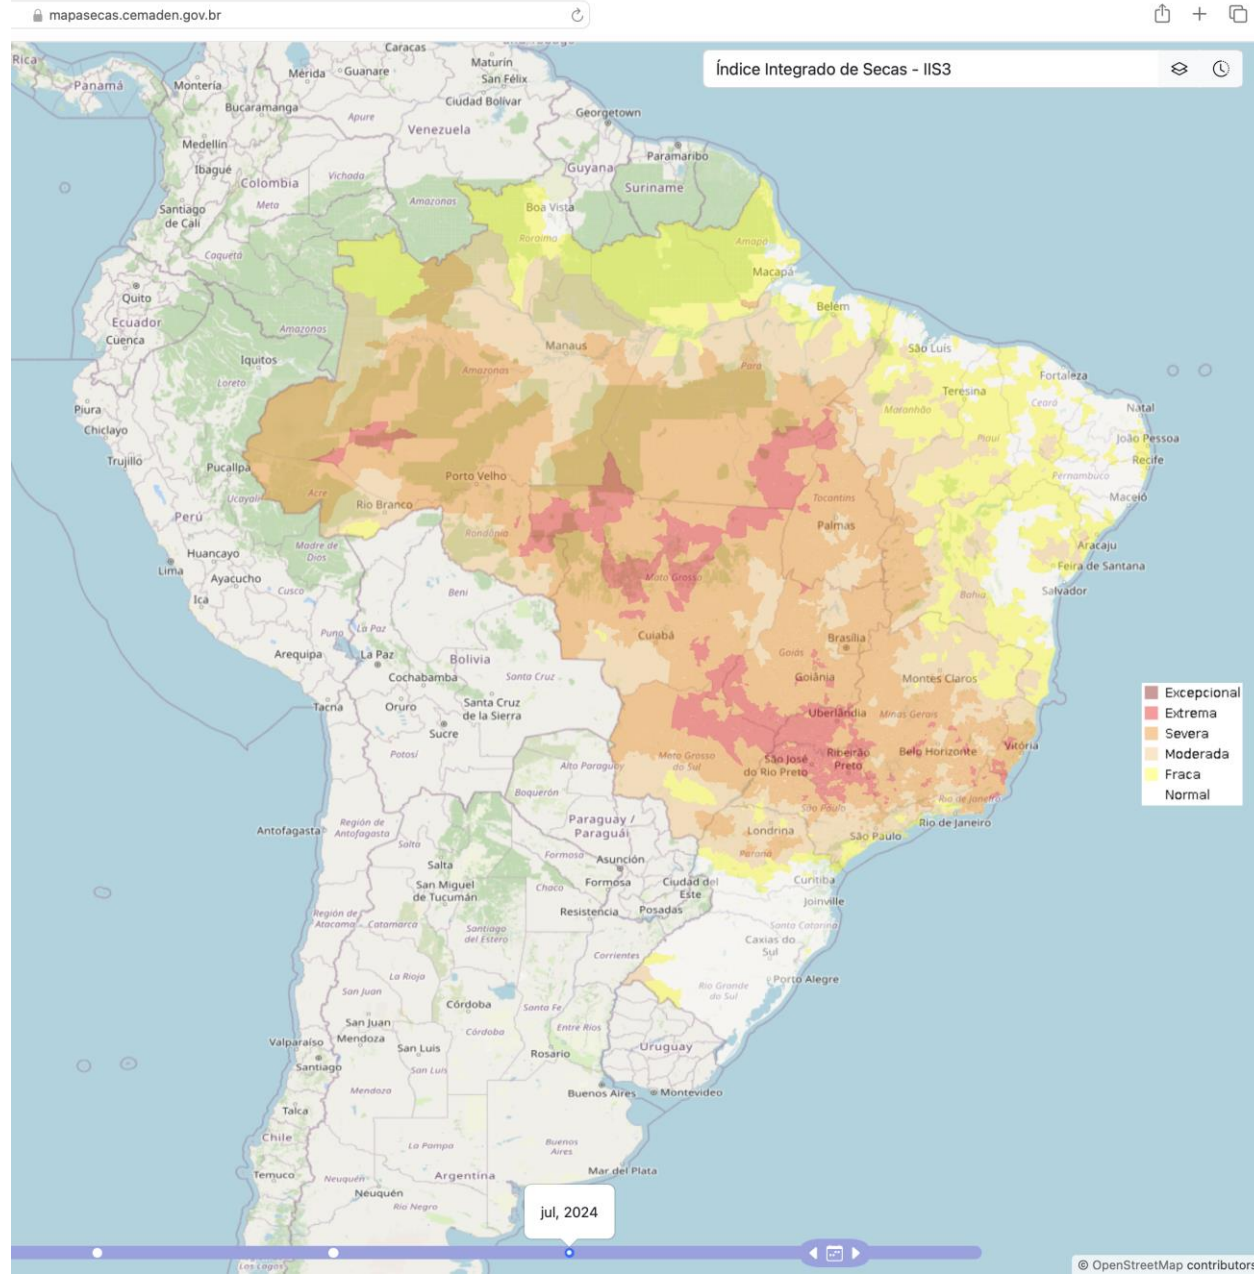 mapasecas.cemaden.gov.br
Índice Integrado de Secas - IIS3
Caracas
Maturín
Rica
Panamá
Montería
Mérida
Guanare
San Félix
Bucaramanga
Ciudad Bolívar
Apure
Georgetown
Medellín
Venezuela
Paramaribo
Ibagué
Colombia
Vichada
Guyana
Suriname
Meta
Amazonas
Santiago
de Cali
Boa Vista
Roraima
Amapá
Caquetá
Macapá
Quito
Belém
Ecuador
Cuenca
Amazonas
Manaus
São Luís
Iquitos
Amazonas
Pará
Fortaleza
Loreto
Teresina
Ceará
Piura
Maranhão
Natal
Chiclayo
Piauí
João Pessoa
Trujillo
Pucallpa
Porto Velho
Recife
Pernambuco
Ucayali
Acre
Rio Branco
Tocantins
Maceió
Perú
Palmas
Rondônia
Huancayo
Madre de
Dios
Aracaju
Lima
Feira de Santana
Ayacucho
Mato Grosso
Cusco
Beni
Bahia
Salvador
Ica
Puno
La Paz
Cuiabá
Brasília
Arequipa
La Paz
Bolivia
Goiás
Cochabamba
Santa Cruz
Goiânia
Montes Claros
Tacna
Oruro
Santa Cruz
de la Sierra
Uberlândia
Minas Gerais
Sucre
Potosí
Mato Grosso
do Sul
São José
do Rio Preto
Ribeirão
Preto
Belo Horizonte
Vitória
Alto Paraguay
Boquerón
São Paulo
Rio de Janeiro
Excepcional
Extrema
Severa
Moderada
Fraca
Normal
Antofagasta
Región de
Antofagasta
Paraguay /
Paraguái
Londrina
São Paulo
Rio de Janeiro
Salta
Paraná
Salta
Formosa
Asunción
San Miguel
de Tucumán
Chaco
Formosa
Ciudad del
Este
Curitiba
Joinville
Región de
Atacama
Catamarca
Santiago
del Estero
Resistencia
Posadas
Santa Catarina
Corrientes
Caxias do
Sul
La Rioja
Porto Alegre
San Juan
Rio Grande
do Sul
Córdoba
Santa Fe
San Juan
Córdoba
Entre Ríos
Valparaíso
Mendoza
San Luis
Rosario
Uruguay
Santiago
San Luis
Mendoza
Buenos Aires
Montevideo
Talca
Chile
La Pampa
Buenos
Aires
Temuco
Neuquén
Argentina
Mar del Plata
Neuquén
Río Negro
jul, 2024
Los Lagos
© OpenStreetMap contributors